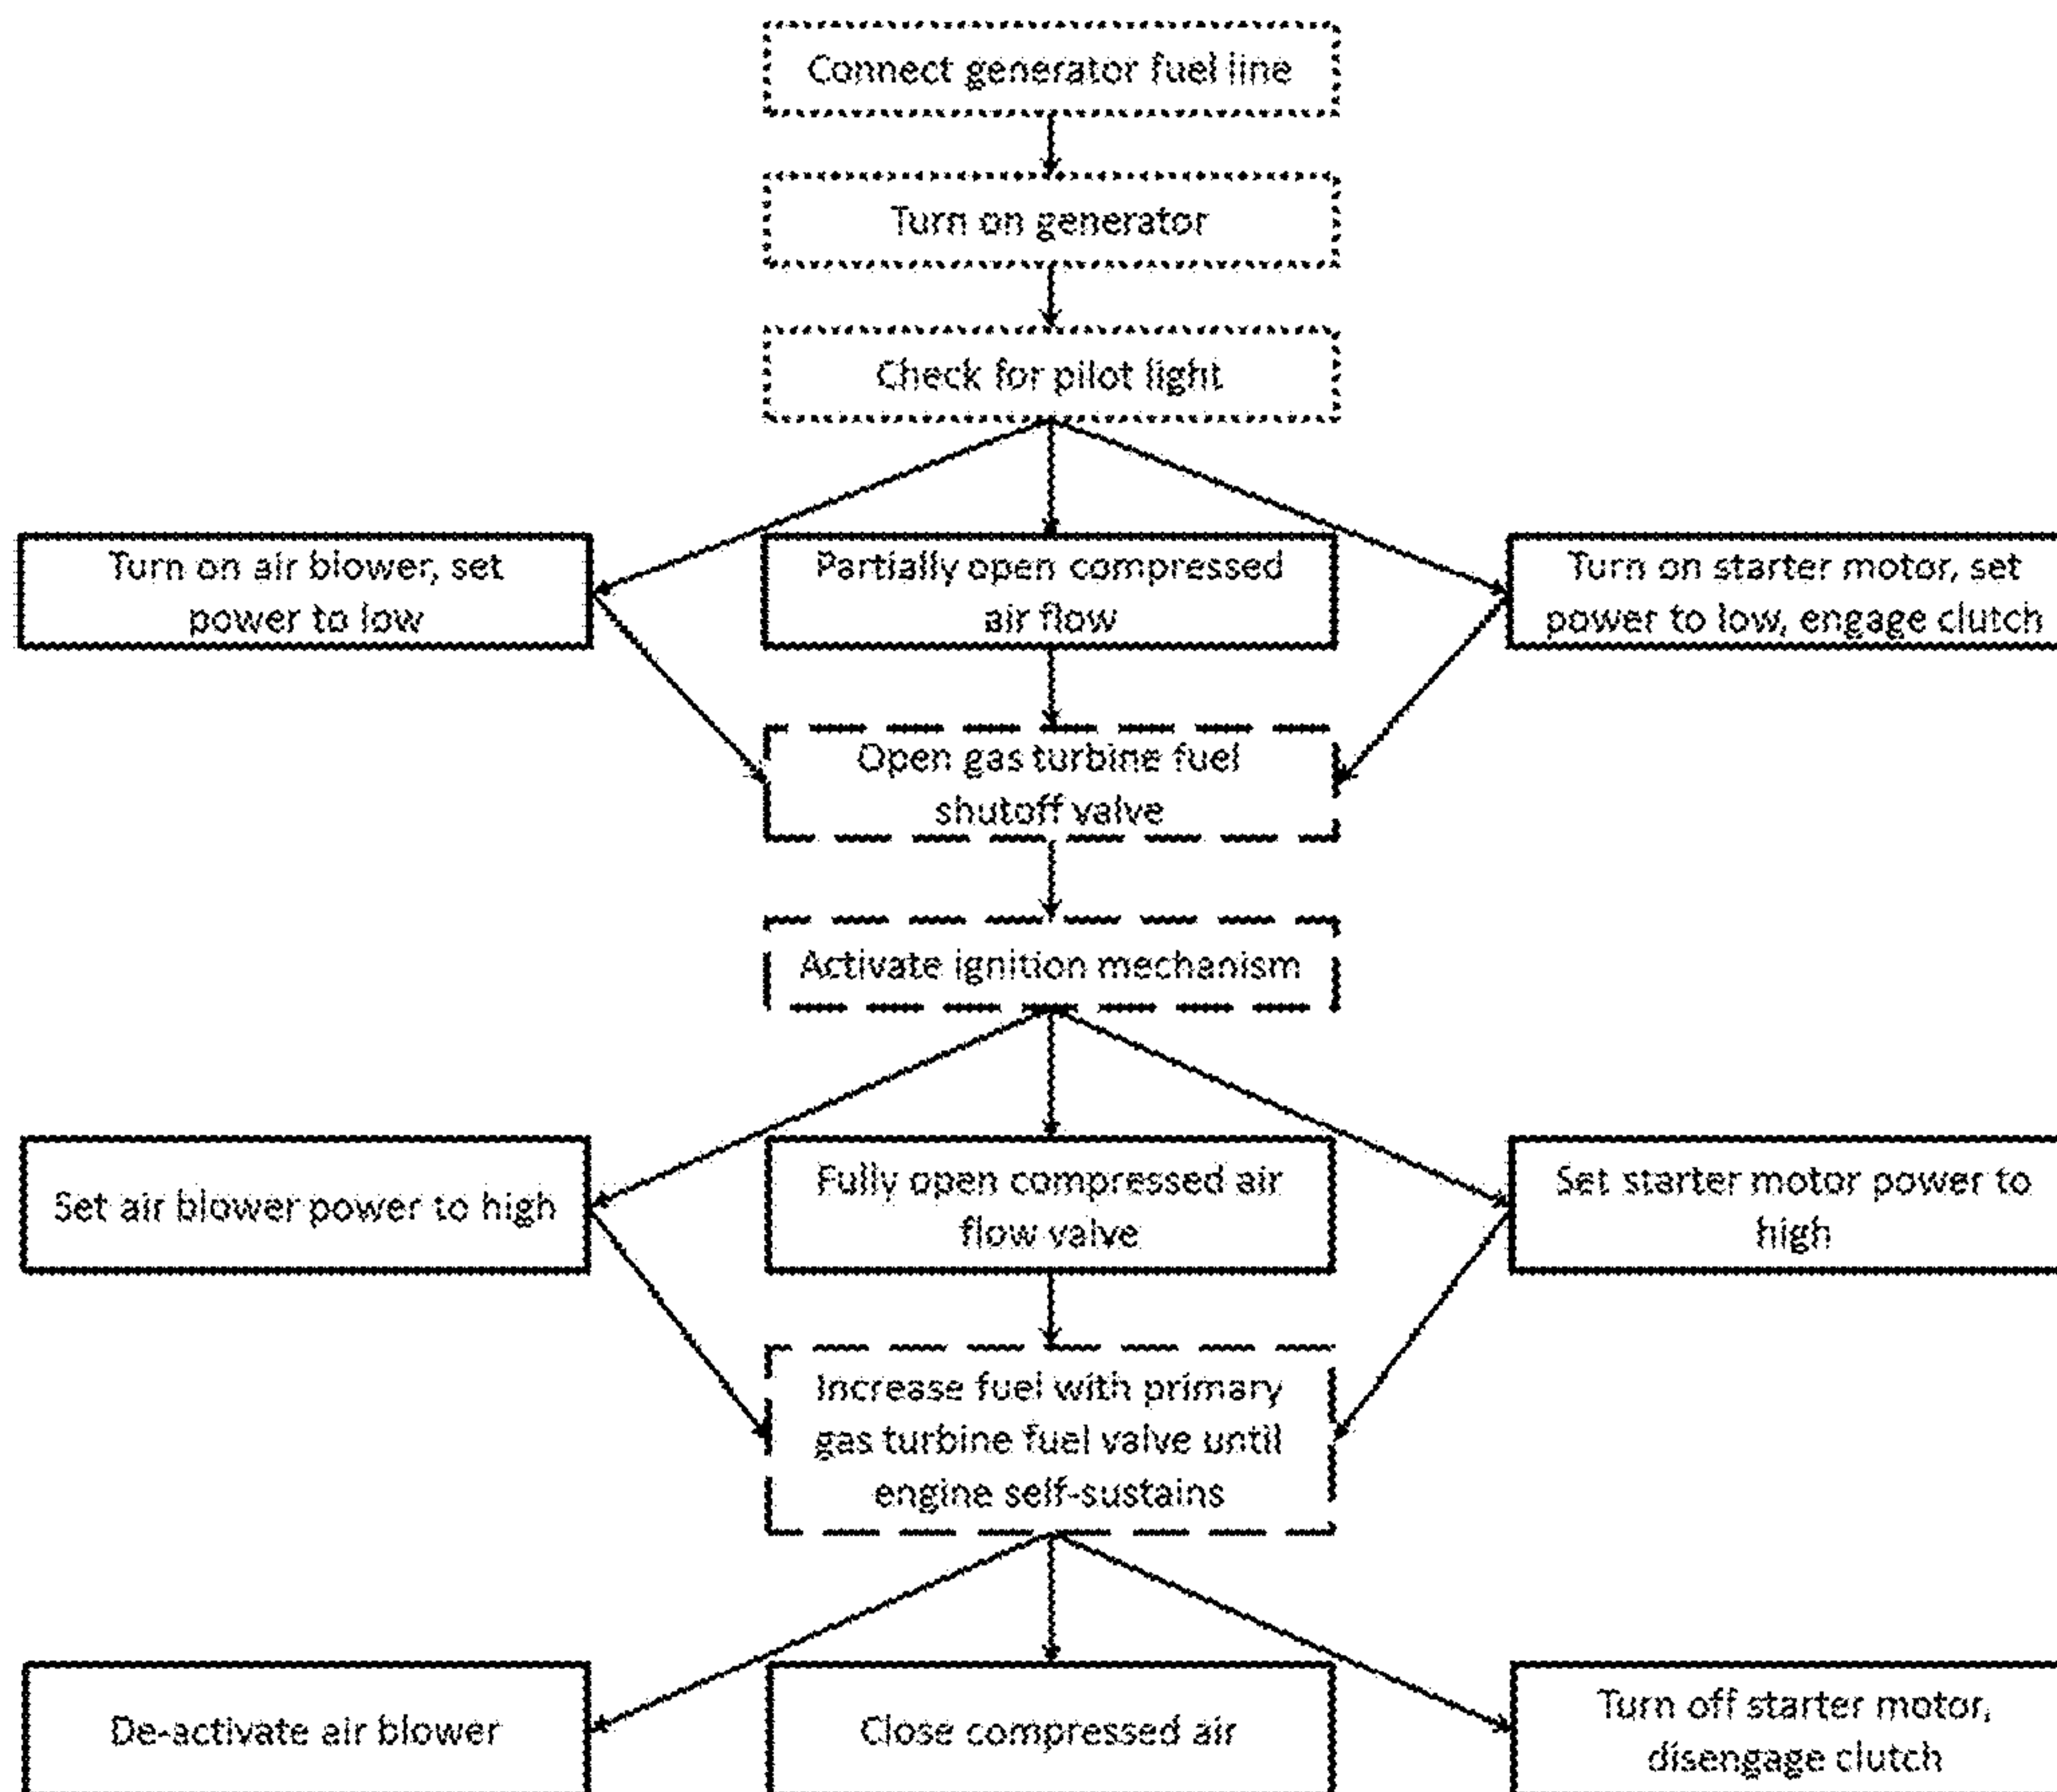 Connect generator fuel line
Turn on generator
Check for pilot light
Turn on air blower, set
power to low
Partially open compressed
air flow
Turn on starter motor, set
power to low, engage clutch
Open gas turbine fuel
shutoff valve
Activate ignition mechanism
Set air blower power to high
Fully open compressed air
flow valve
Set starter motor power to
high
Increase fuel with primary
gas turbine fuel valve until
engine self-sustains
De-activate air blower
Close compressed air
Turn off starter motor,
disengage clutch